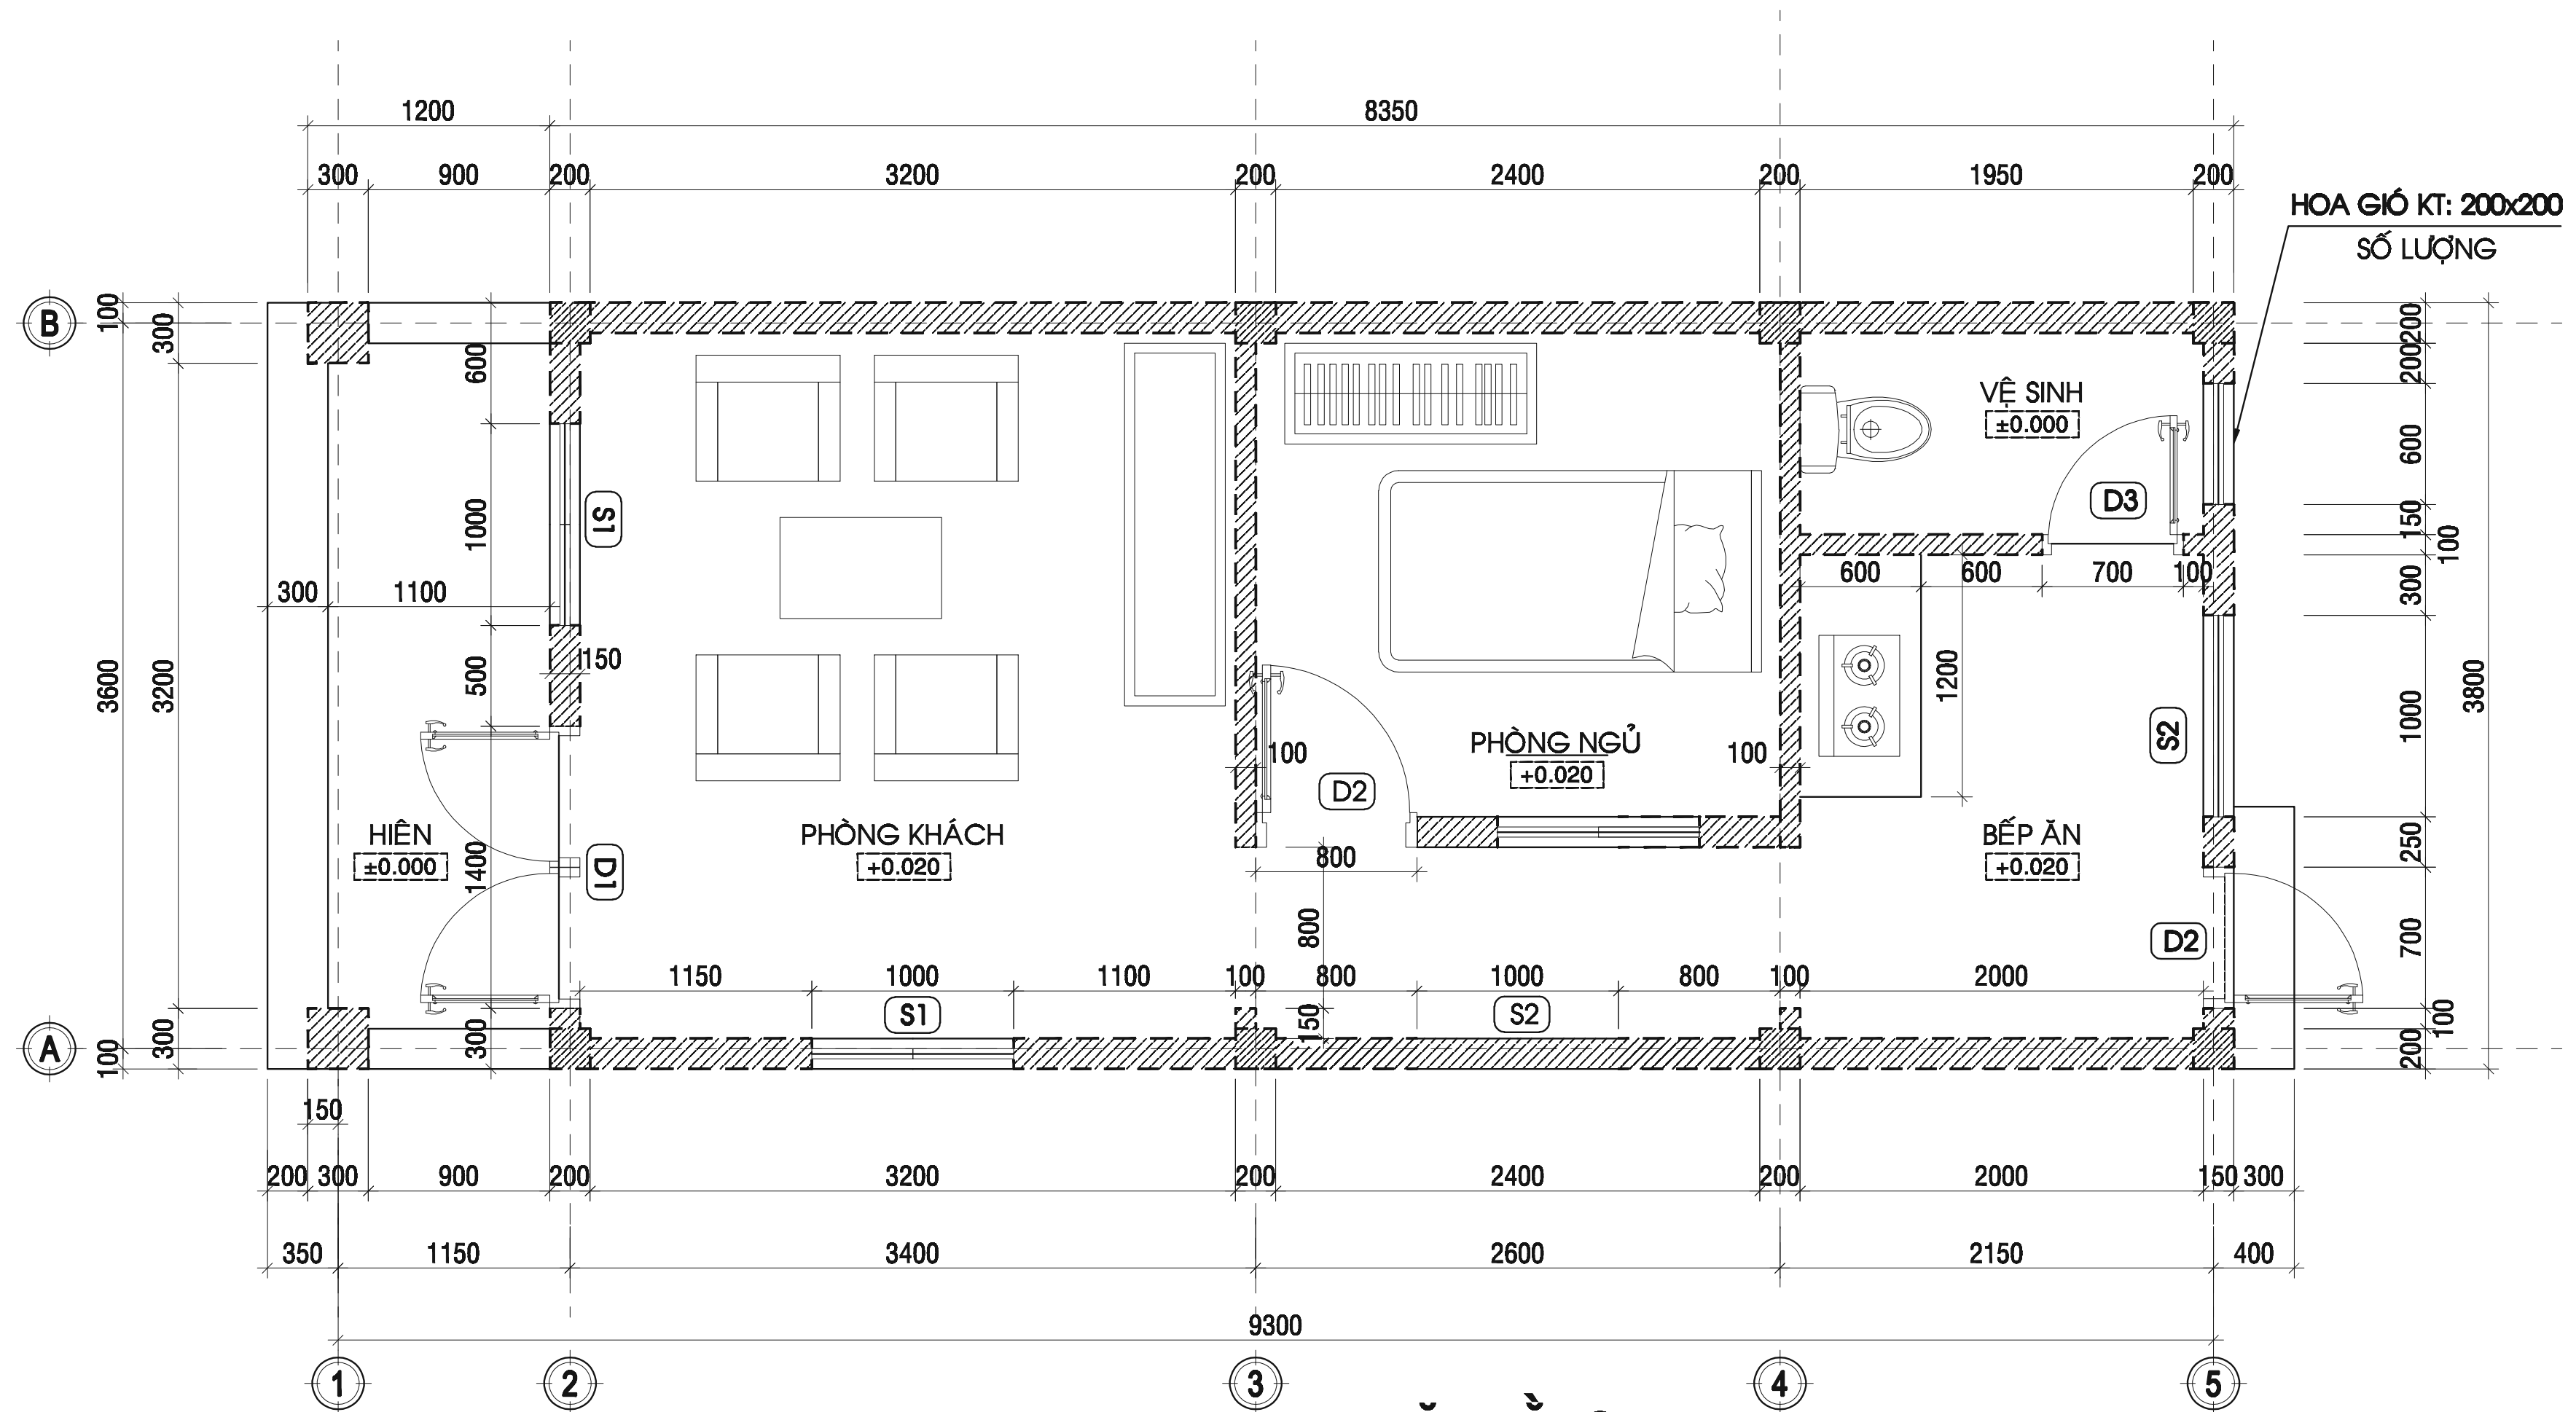 1200 8350
300 900 200 3200 200 2400 200 1950 200
HOA GIÓ KT: 200x200
SỐ LƯỢNG
B
100
300
600
200
200
VỆ SINH
±0.000
600
S1
1000
D3
150
100
300 1100
600 600 700 100
300
3600
3200
500
150
1200
1000
S2
3800
PHÒNG NGỦ
+0.020
100
100
D2
HIÊN
±0.000
1400
D1
PHÒNG KHÁCH
+0.020
800
BẾP ĂN
+0.020
250
800
D2
700
1150 1000 1100 100 800 1000 800 100 2000
S1
S2
150
A
100
300
300
100
200
150
200 300 900 200 3200 200 2400 200 2000 150 300
350 1150 3400 2600 2150 400
9300
1 2 3 4 5